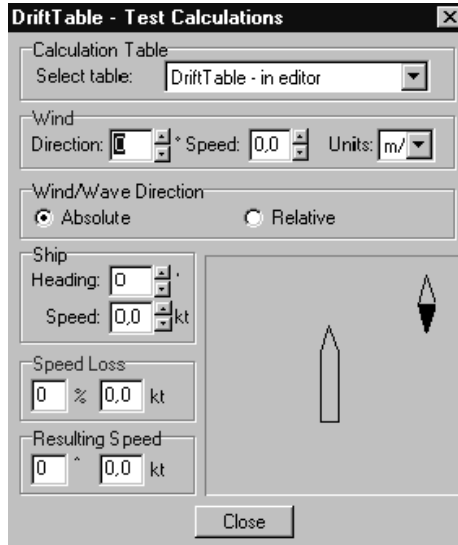 DriftTable - Test Calculations
Calculation Table
Select table: DriftTable - in editor
Wind
Direction: 0 ° Speed: 0,0 Units: m/
Wind/Wave Direction
Absolute Relative
Ship
Heading: 0 °
Speed: 0,0 kt
Speed Loss
0 % 0,0 kt
Resulting Speed
0 ° 0,0 kt
Close